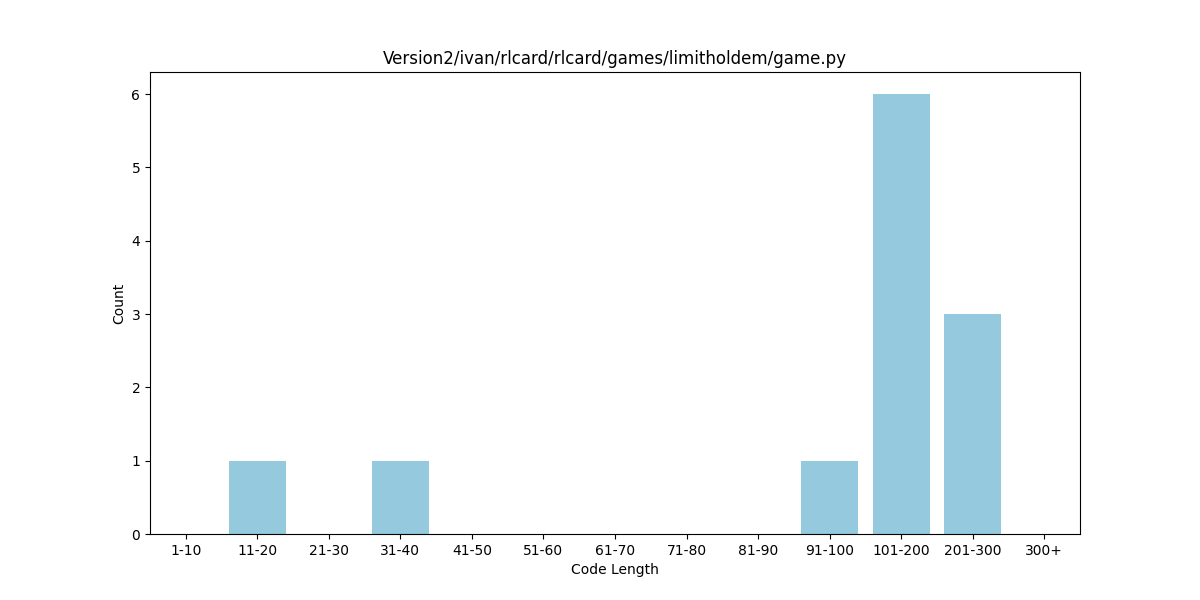 Version2/ivan/rlcard/rlcard/games/limitholdem/game.py
6
5
4
3
2
1
0
Count
1-10 11-20 21-30 31-40 41-50 51-60 61-70 71-80 81-90 91-100 101-200 201-300 300+
Code Length